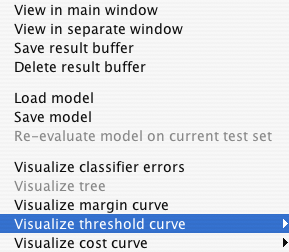 View in main window
View in separate window
Save result buffer
Delete result buffer
Load model
Save model
Re-evaluate model on current test set
Visualize classifier errors
Visualize tree
Visualize margin curve
Visualize threshold curve
Visualize cost curve